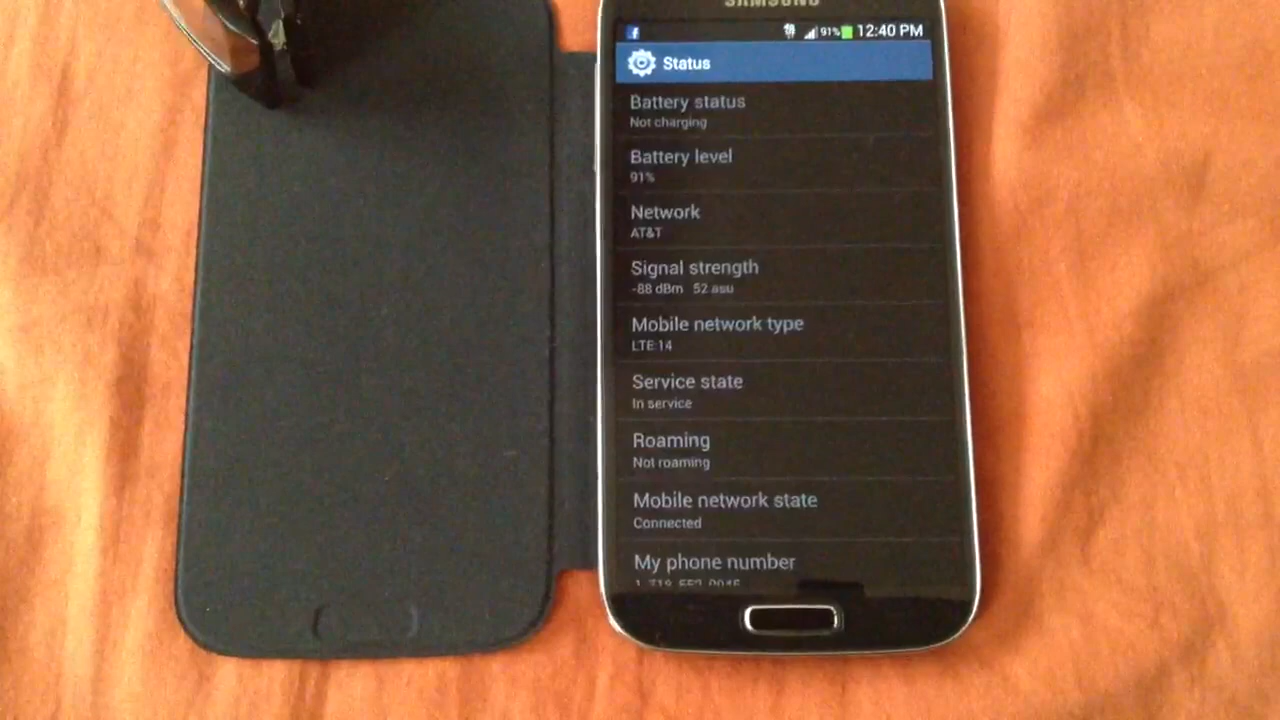 SAMSUNG
91% 12:40 PM
Status
Battery status
Not charging
Battery level
91%
Network
AT&T
Signal strength
-88 dBm 52 asu
Mobile network type
LTE:14
Service state
In service
Roaming
Not roaming
Mobile network state
Connected
My phone number